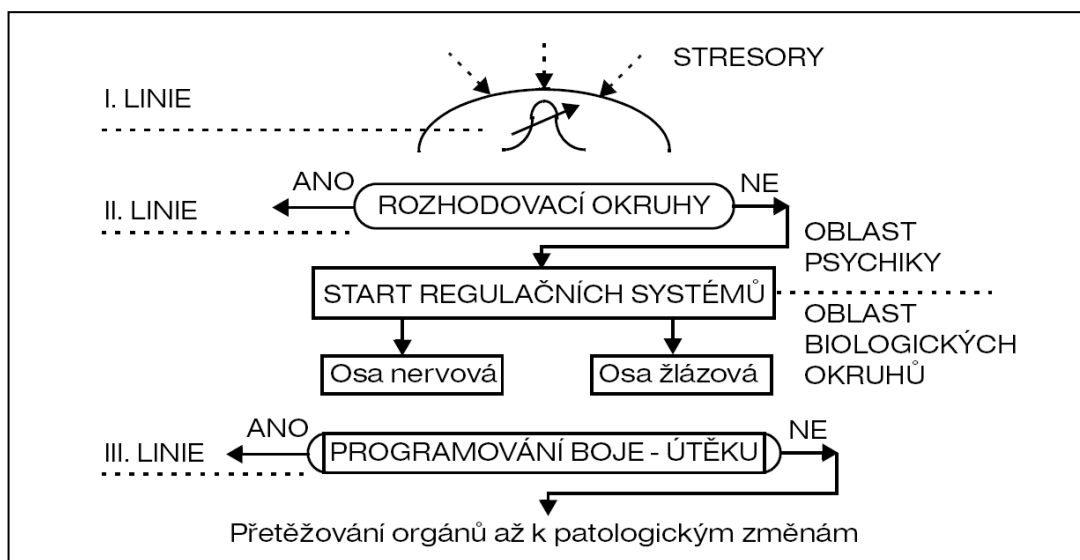 STRESORY
I. LINIE
ANO
NE
ROZHODOVACÍ OKRUHY
II. LINIE
OBLAST
PSYCHIKY
START REGULAČNÍCH SYSTÉMŮ
OBLAST
BIOLOGICKÝCH
OKRUHŮ
Osa nervová
Osa žlázová
ANO
NE
III. LINIE
PROGRAMOVÁNÍ BOJE - ÚTĚKU
Přetěžování orgánů až k patologickým změnám